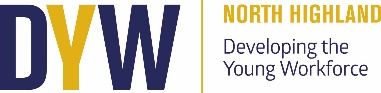 DYW
NORTH HIGHLAND
Developing the
Young Workforce